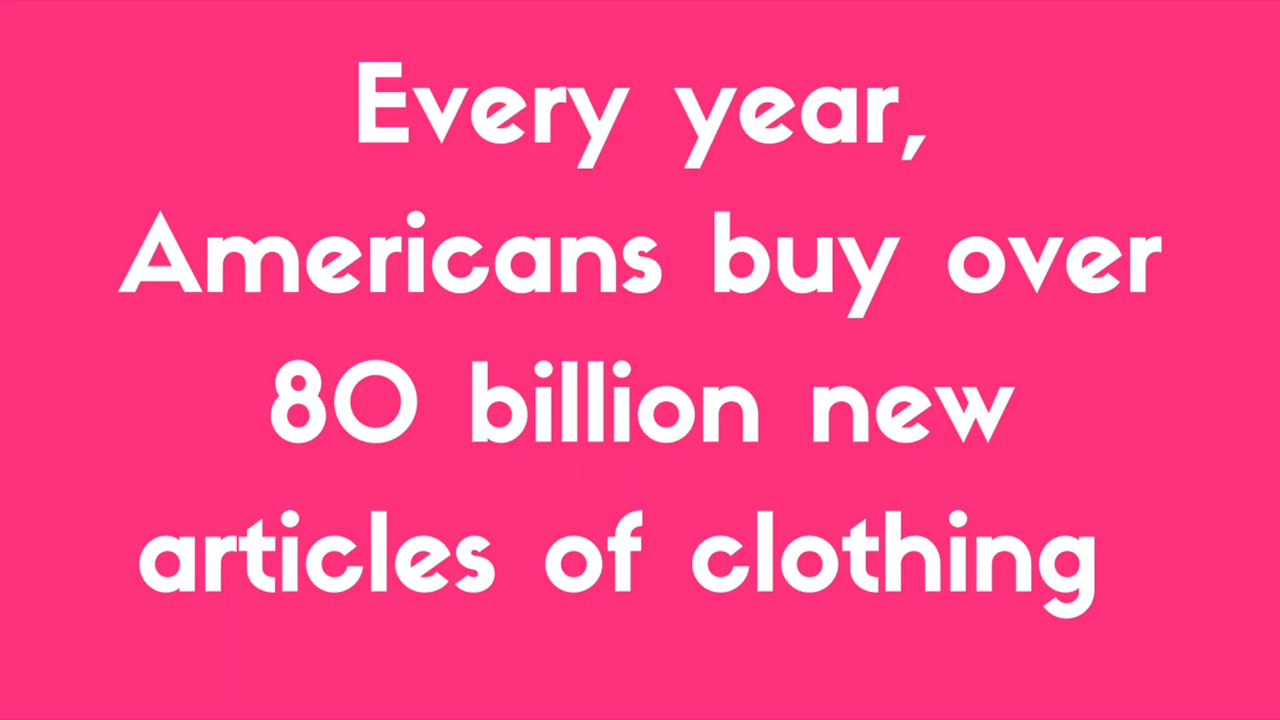 Every year,
Americans buy over
80 billion new
articles of clothing